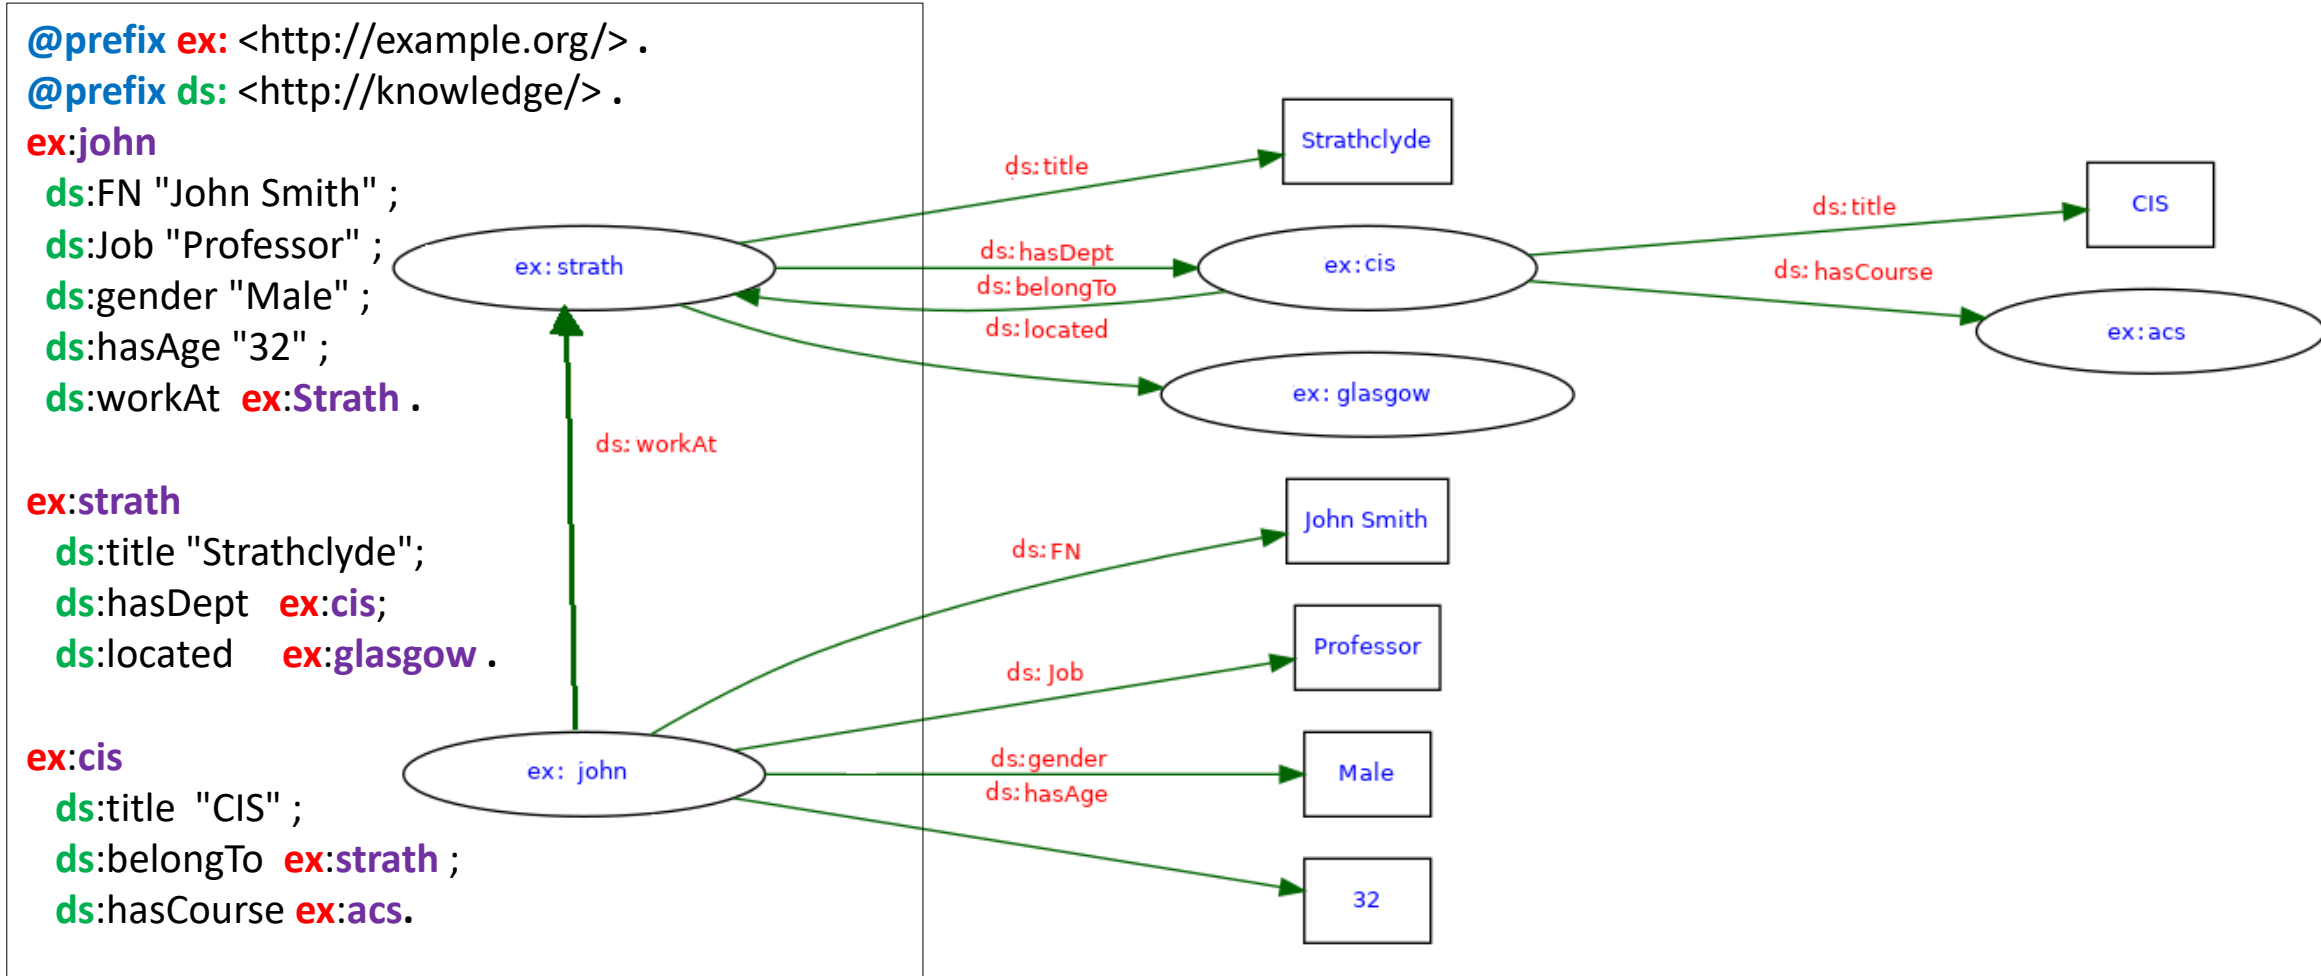 @prefix ex: <http://example.org/> .
@prefix ds: <http://knowledge/> .
ex:john
ds:FN "John Smith" ;
ds:Job "Professor" ;
ds:gender "Male" ;
ds:hasAge "32" ;
ds:workAt ex:Strath .
ex:strath
ds:title "Strathclyde";
ds:hasDept ex:cis;
ds:located ex:glasgow .
ex:cis
ds:title "CIS" ;
ds:belongTo ex:strath ;
ds:hasCourse ex:acs.
Strathclyde
ds:title
ds:title
CIS
ex:strath
ds:hasDept
ex:cis
ds:hasCourse
ds:belongTo
ds:located
ex:acs
ex:glasgow
ds:workAt
John Smith
ds:FN
Professor
ds:Job
ex: john
ds:gender
Male
ds:hasAge
32